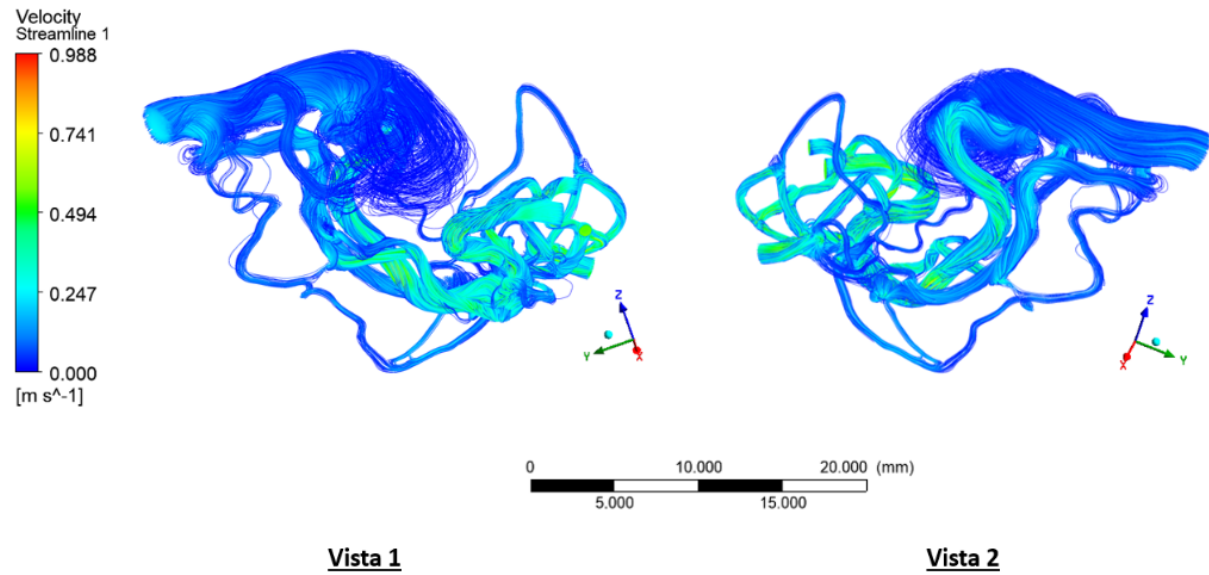 Velocity
Streamline 1
0.988
0.741
0.494
0.247
0.000
[m s^-1]
Z
Y
X
Z
Y
X
0 10.000 20.000 (mm)
5.000 15.000
Vista 1
Vista 2